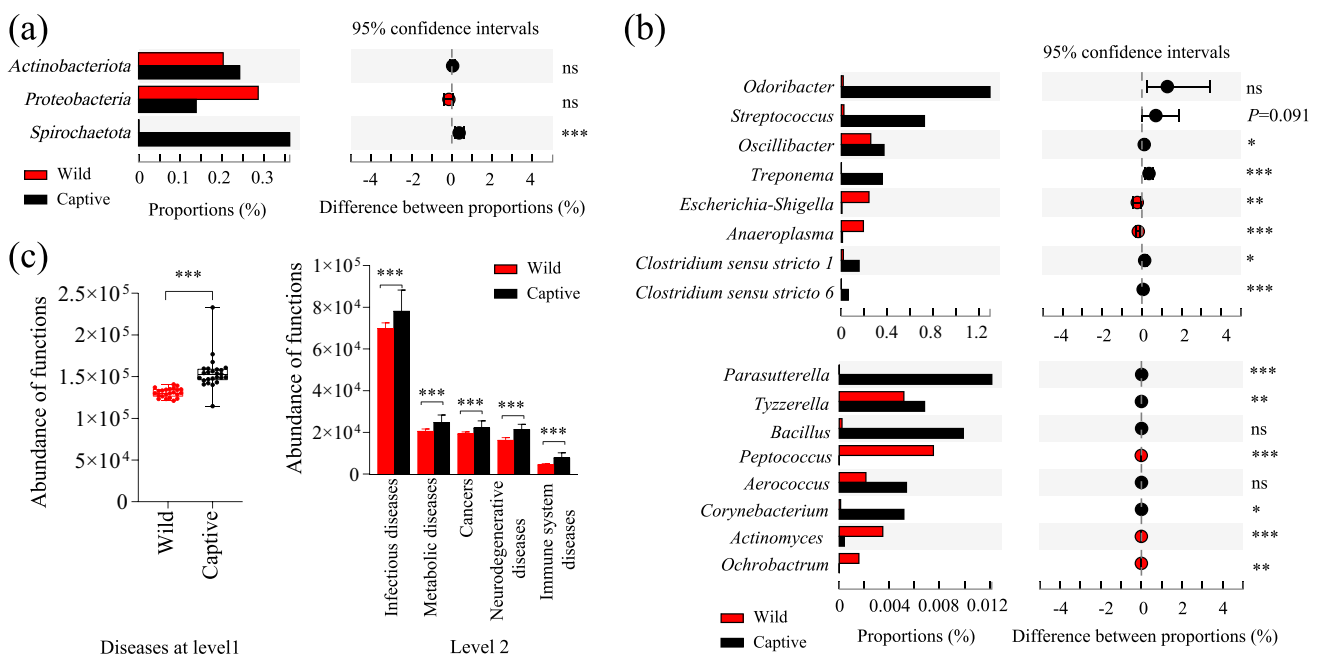 (a)
95% confidence intervals
Actinobacteriota
ns
Proteobacteria
ns
Spirochaetota
***
Wild
Captive
0 0.1 0.2 0.3
Proportions (%)
-4 -2 0 2 4
Difference between proportions (%)
(b)
95% confidence intervals
Odoribacter
ns
Streptococcus
P=0.091
Oscillibacter
*
Treponema
***
Escherichia-Shigella
**
Anaeroplasma
***
Clostridium sensu stricto 1
*
Clostridium sensu stricto 6
***
0 0.4 0.8 1.2
-4 -2 0 2 4
Parasutterella
***
Tyzzerella
**
Bacillus
ns
Peptococcus
***
Aerococcus
ns
Corynebacterium
*
Actinomyces
***
Ochrobactrum
**
0 0.004 0.008 0.012
-4 -2 0 2 4
Wild
Captive
Proportions (%)
Difference between proportions (%)
(c)
Abundance of functions
2.5×10⁵
2×10⁵
1.5×10⁵
1×10⁵
5×10⁴
0
***
Wild
Captive
Diseases at level1
Abundance of functions
1×10⁵
8×10⁴
6×10⁴
4×10⁴
2×10⁴
0
Wild
Captive
***
***
***
***
***
Infectious diseases
Metabolic diseases
Cancers
Neurodegenerative
diseases
Immune system
diseases
Level 2